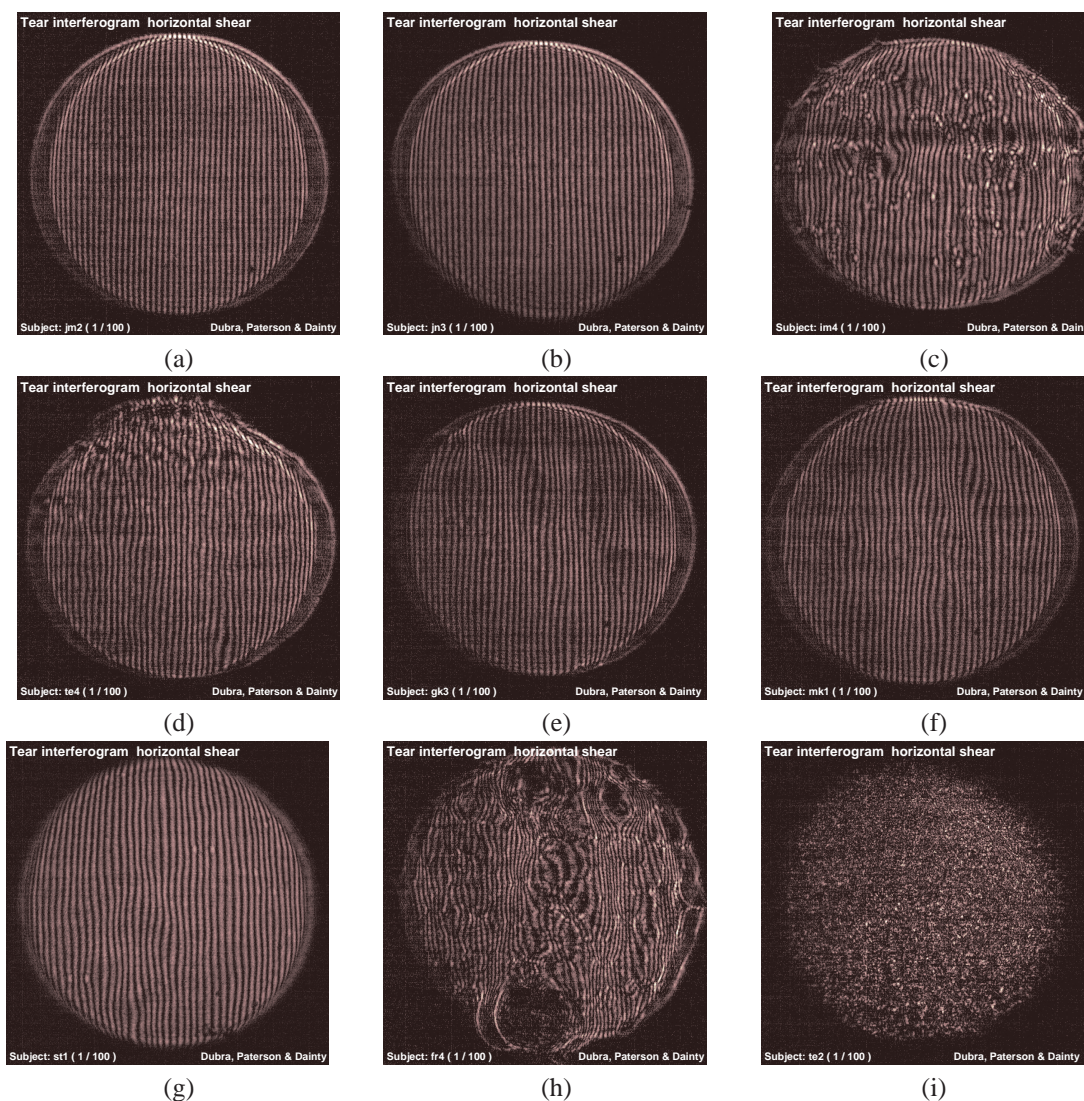 Tear interferogram horizontal shear
Subject: jm2 ( 1 / 100 ) Dubra, Paterson & Dainty
(a)
Tear interferogram horizontal shear
Subject: jn3 ( 1 / 100 ) Dubra, Paterson & Dainty
(b)
Tear interferogram horizontal shear
Subject: im4 ( 1 / 100 ) Dubra, Paterson & Dain
(c)
Tear interferogram horizontal shear
Subject: te4 ( 1 / 100 ) Dubra, Paterson & Dainty
(d)
Tear interferogram horizontal shear
Subject: gk3 ( 1 / 100 ) Dubra, Paterson & Dainty
(e)
Tear interferogram horizontal shear
Subject: mk1 ( 1 / 100 ) Dubra, Paterson & Dainty
(f)
Tear interferogram horizontal shear
Subject: st1 ( 1 / 100 ) Dubra, Paterson & Dainty
(g)
Tear interferogram horizontal shear
Subject: fr4 ( 1 / 100 ) Dubra, Paterson & Dainty
(h)
Tear interferogram horizontal shear
Subject: te2 ( 1 / 100 ) Dubra, Paterson & Dainty
(i)